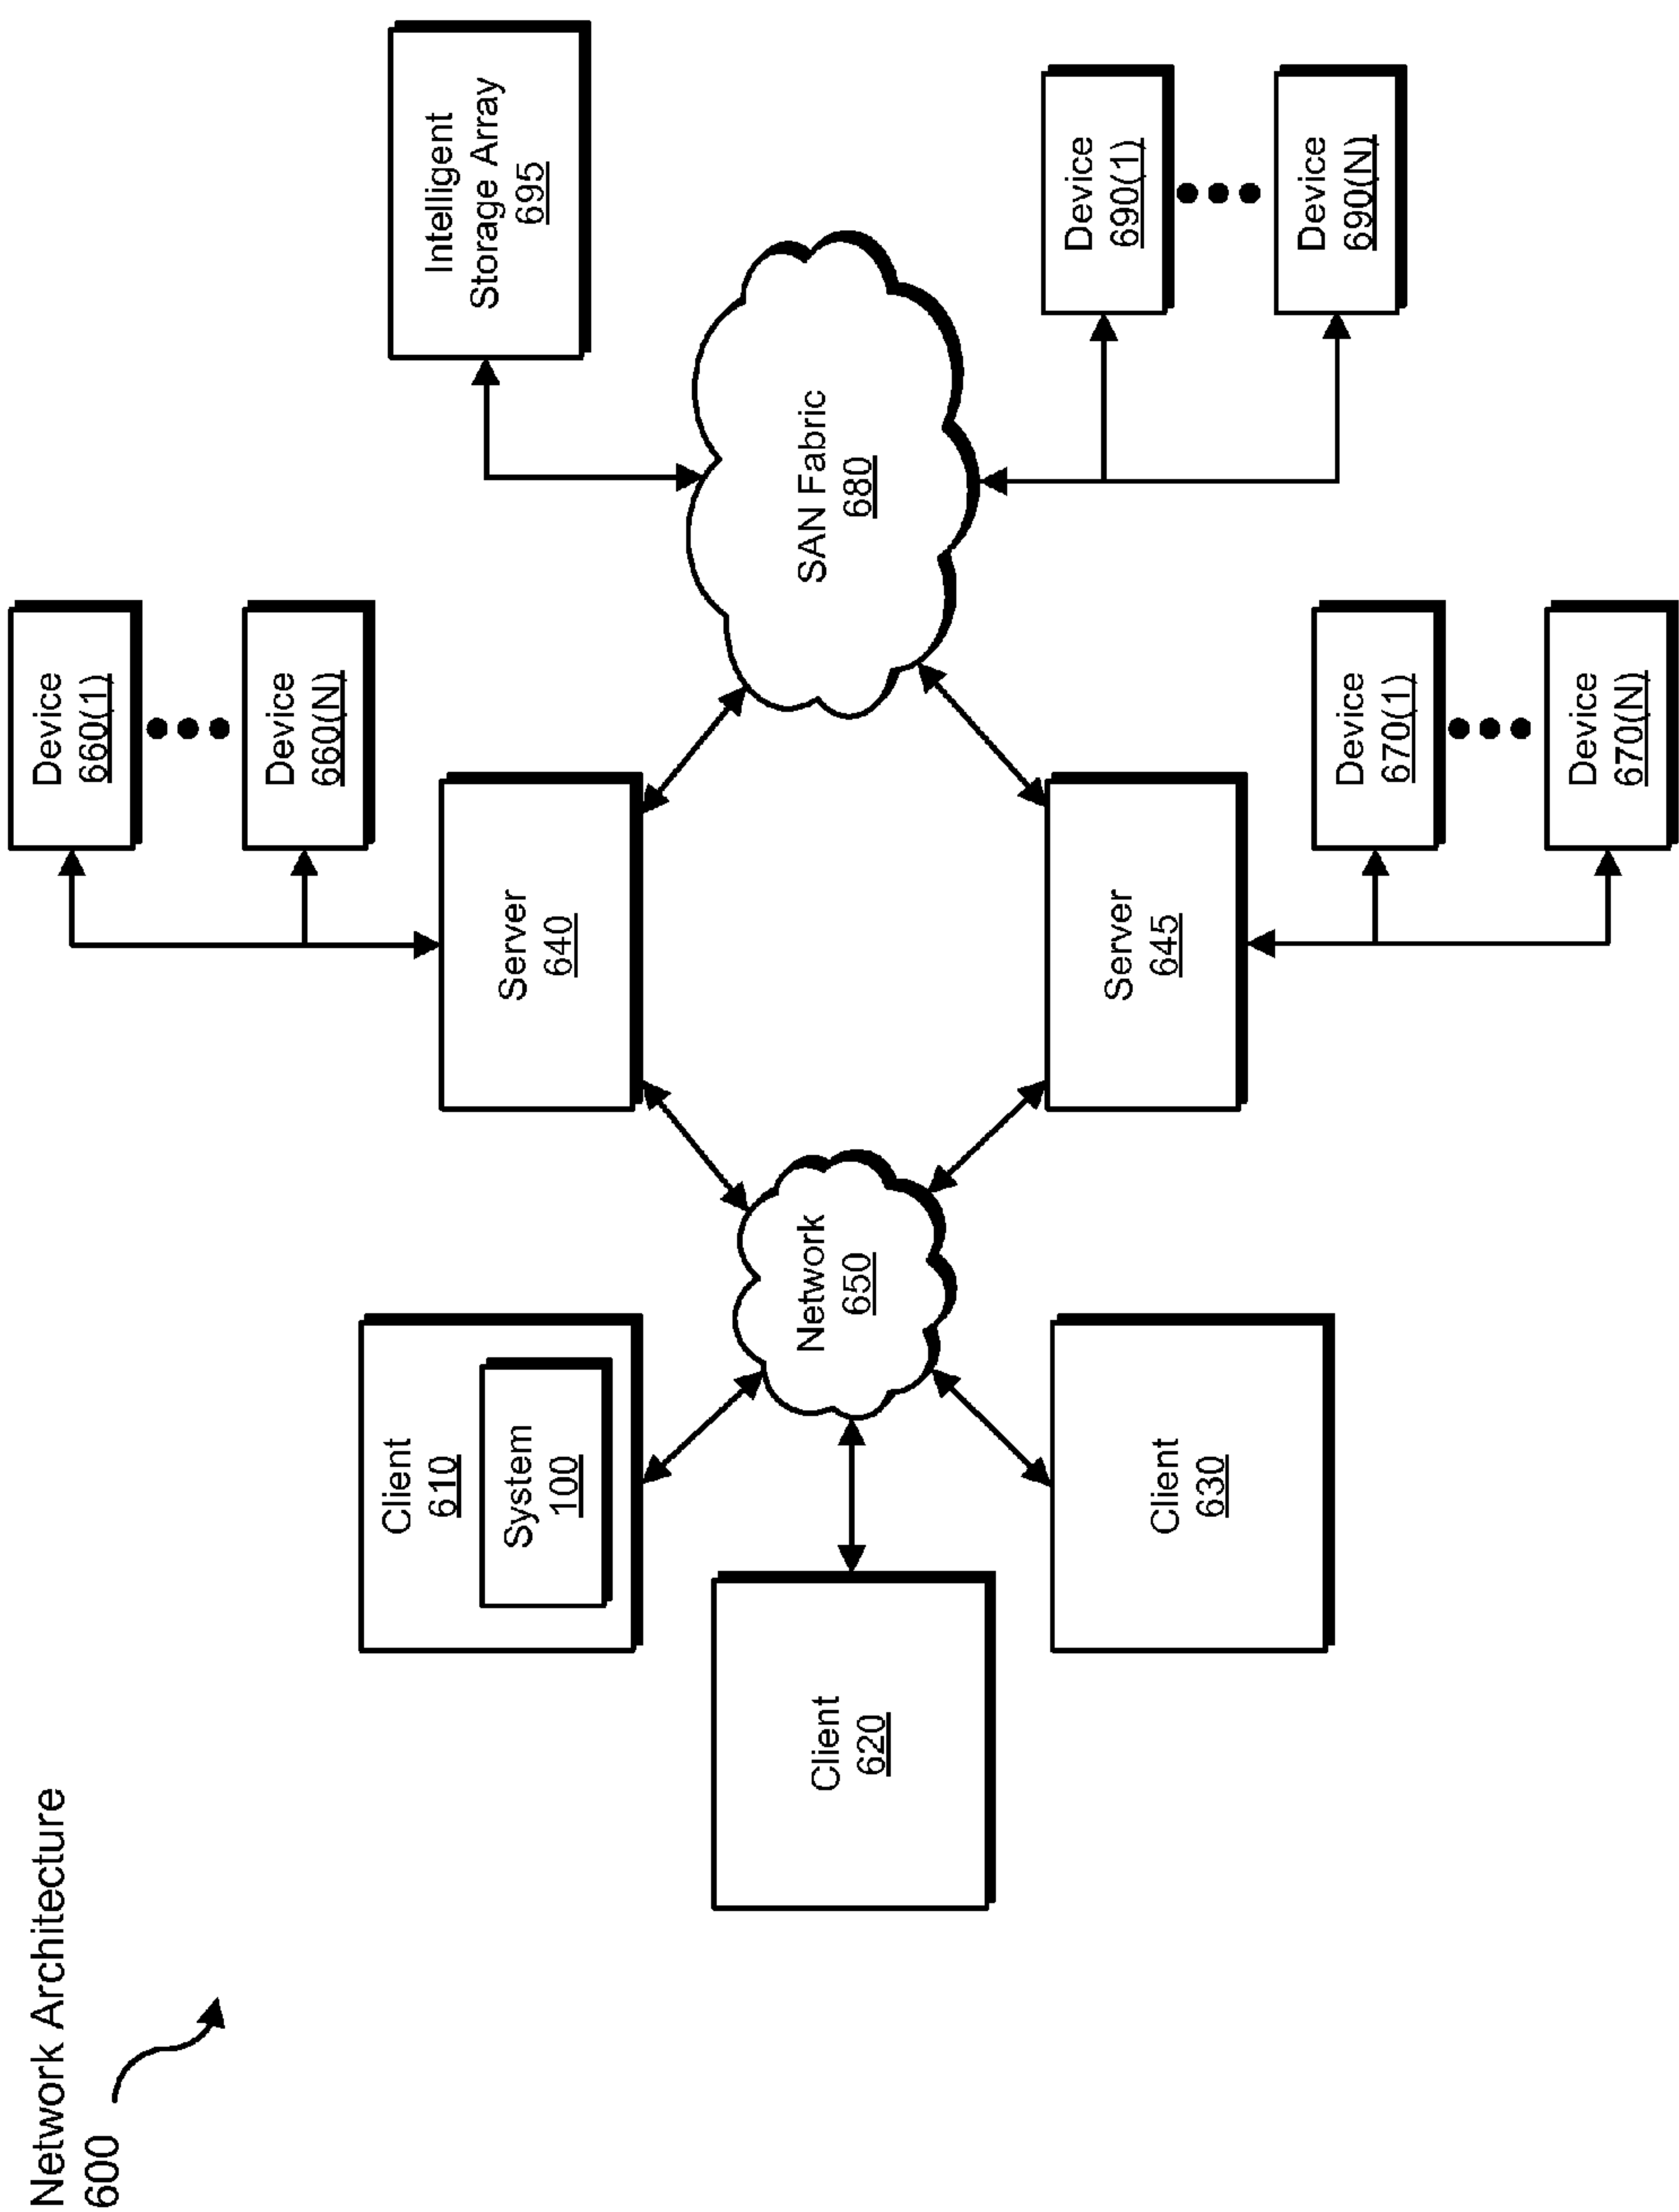 Network Architecture
600
Client
610
System
100
Client
620
Client
630
Network
650
Server
640
Server
645
Device
660(1)
Device
660(N)
Device
670(1)
Device
670(N)
SAN Fabric
680
Intelligent
Storage Array
695
Device
690(1)
Device
690(N)